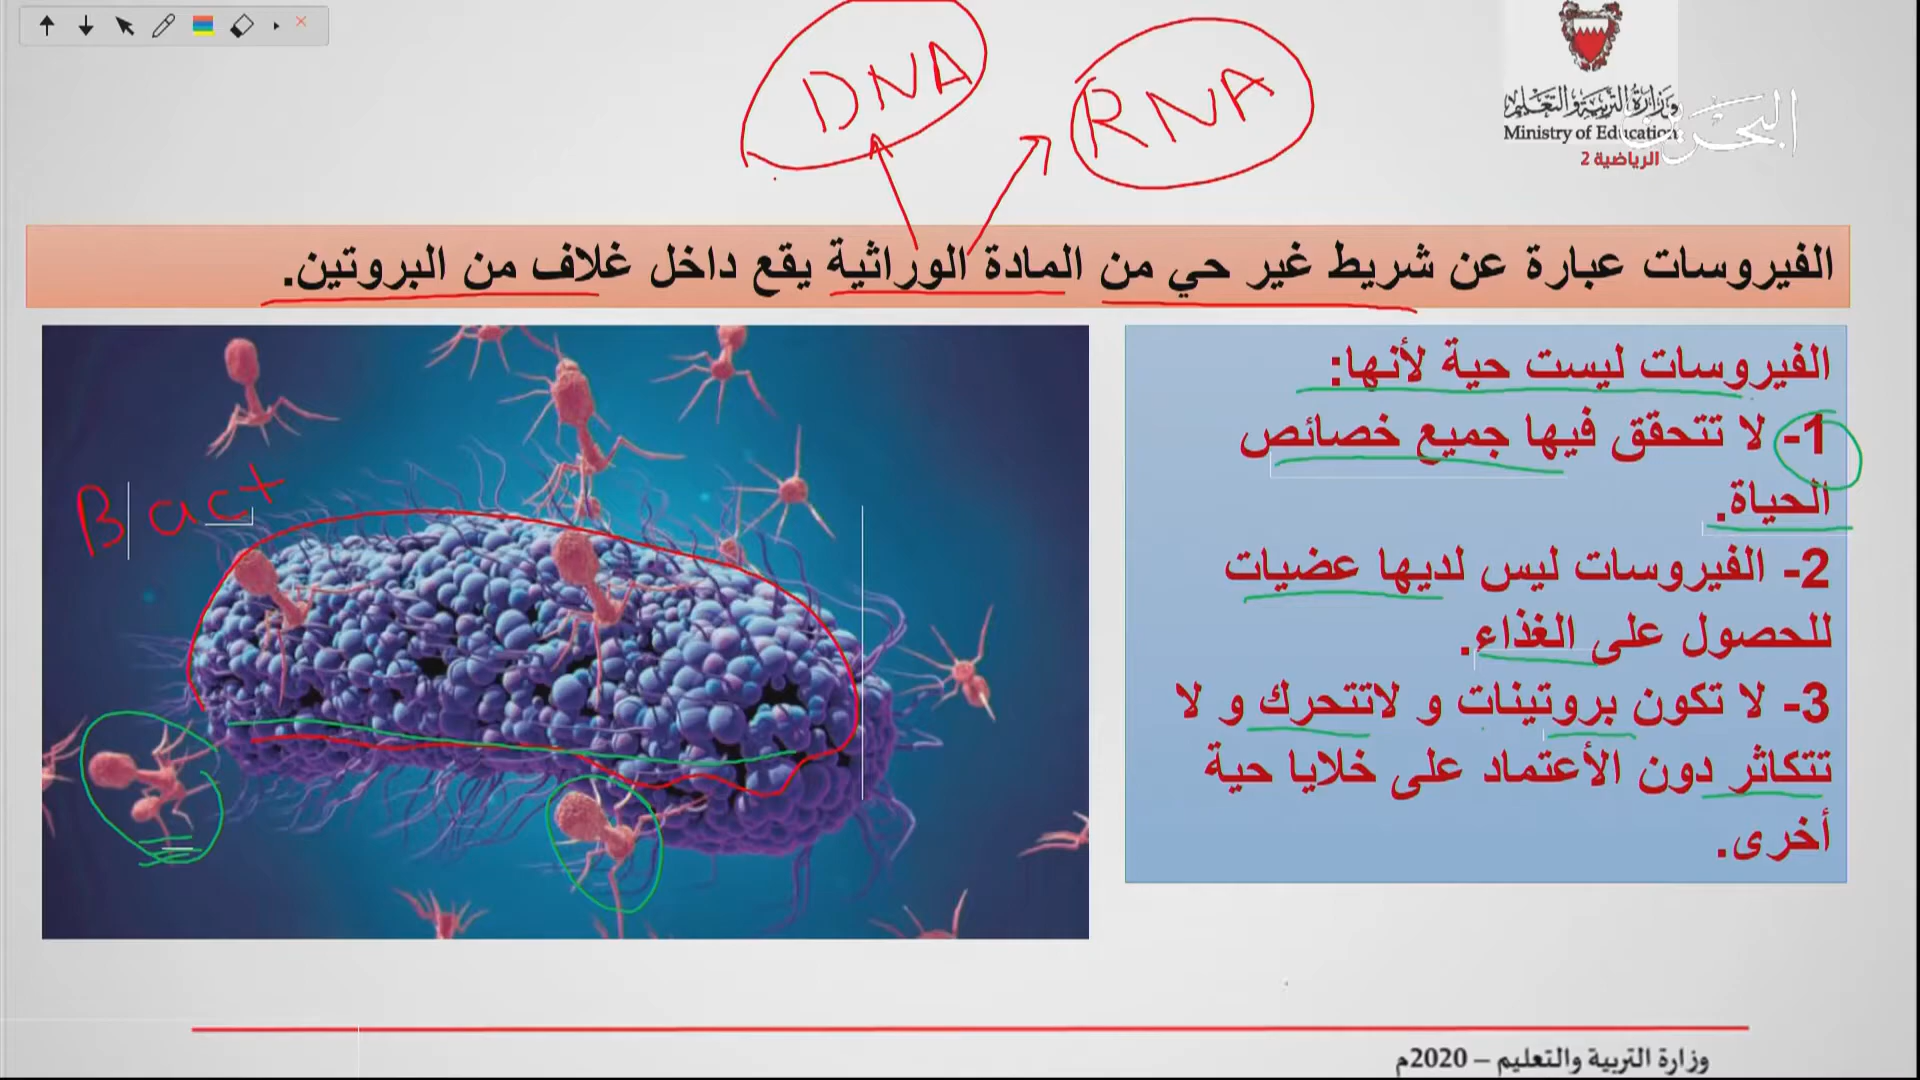 DNA
RNA
وزارة التربية والتعليم
Ministry of Education
البحرين
الرياضية 2
الفيروسات عبارة عن شريط غير حي من المادة الوراثية يقع داخل غلاف من البروتين.
الفيروسات ليست حية لأنها:
1- لا تتحقق فيها جميع خصائص
الحياة.
2- الفيروسات ليس لديها عضيات
للحصول على الغذاء.
3- لا تكون بروتينات و لاتتحرك و لا
تتكاثر دون الأعتماد على خلايا حية
أخرى.
Bact
وزارة التربية والتعليم – 2020م